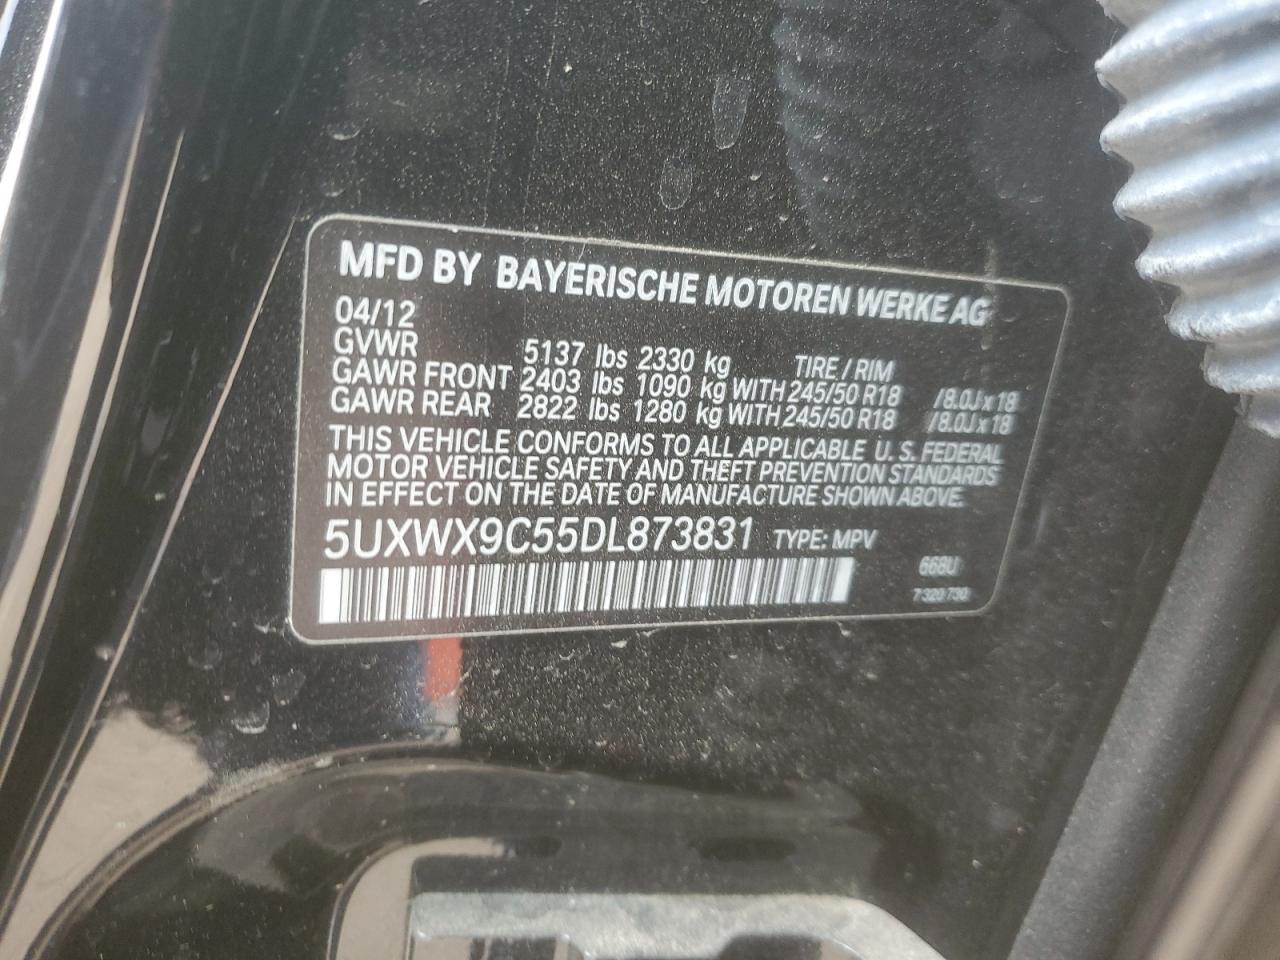 MFD BY BAYERISCHE MOTOREN WERKE AG
04/12
GVWR 5137 lbs 2330 kg TIRE / RIM
GAWR FRONT 2403 lbs 1090 kg WITH 245/50 R18 /8.0J x 18
GAWR REAR 2822 lbs 1280 kg WITH 245/50 R18 /8.0J x 18
THIS VEHICLE CONFORMS TO ALL APPLICABLE U. S. FEDERAL
MOTOR VEHICLE SAFETY AND THEFT PREVENTION STANDARDS
IN EFFECT ON THE DATE OF MANUFACTURE SHOWN ABOVE.
5UXWX9C55DL873831 TYPE: MPV
668U
7 320 730